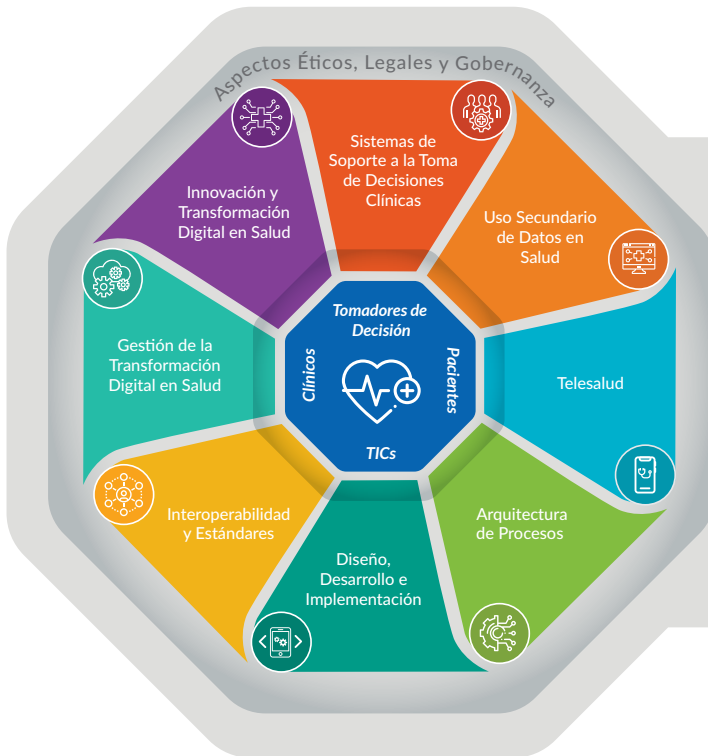 Aspectos Éticos, Legales y Gobernanza
Sistemas de
Soporte a la Toma
de Decisiones
Clínicas
Uso Secundario
de Datos en
Salud
Telesalud
Arquitectura
de Procesos
Diseño,
Desarrollo e
Implementación
Interoperabilidad
y Estándares
Gestión de la
Transformación
Digital en Salud
Innovación y
Transformación
Digital en Salud
Tomadores de
Decisión
Pacientes
TICs
Clínicos